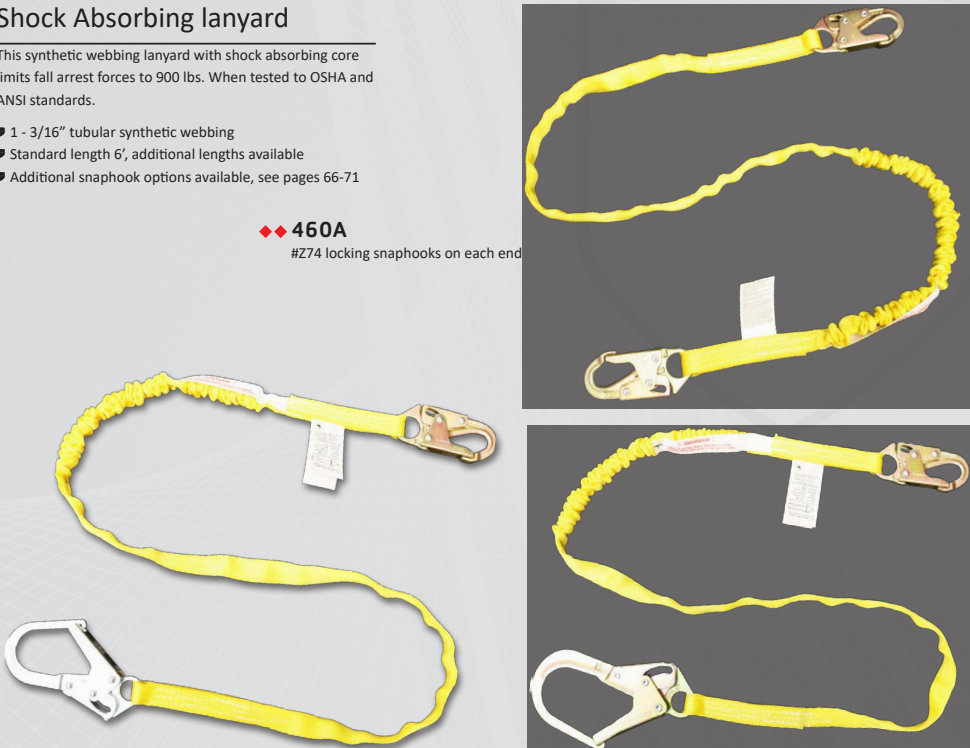 Shock Absorbing lanyard
This synthetic webbing lanyard with shock absorbing core
limits fall arrest forces to 900 lbs. When tested to OSHA and
ANSI standards.
1 - 3/16” tubular synthetic webbing
Standard length 6’, additional lengths available
Additional snaphook options available, see pages 66-71
460A
#Z74 locking snaphooks on each end